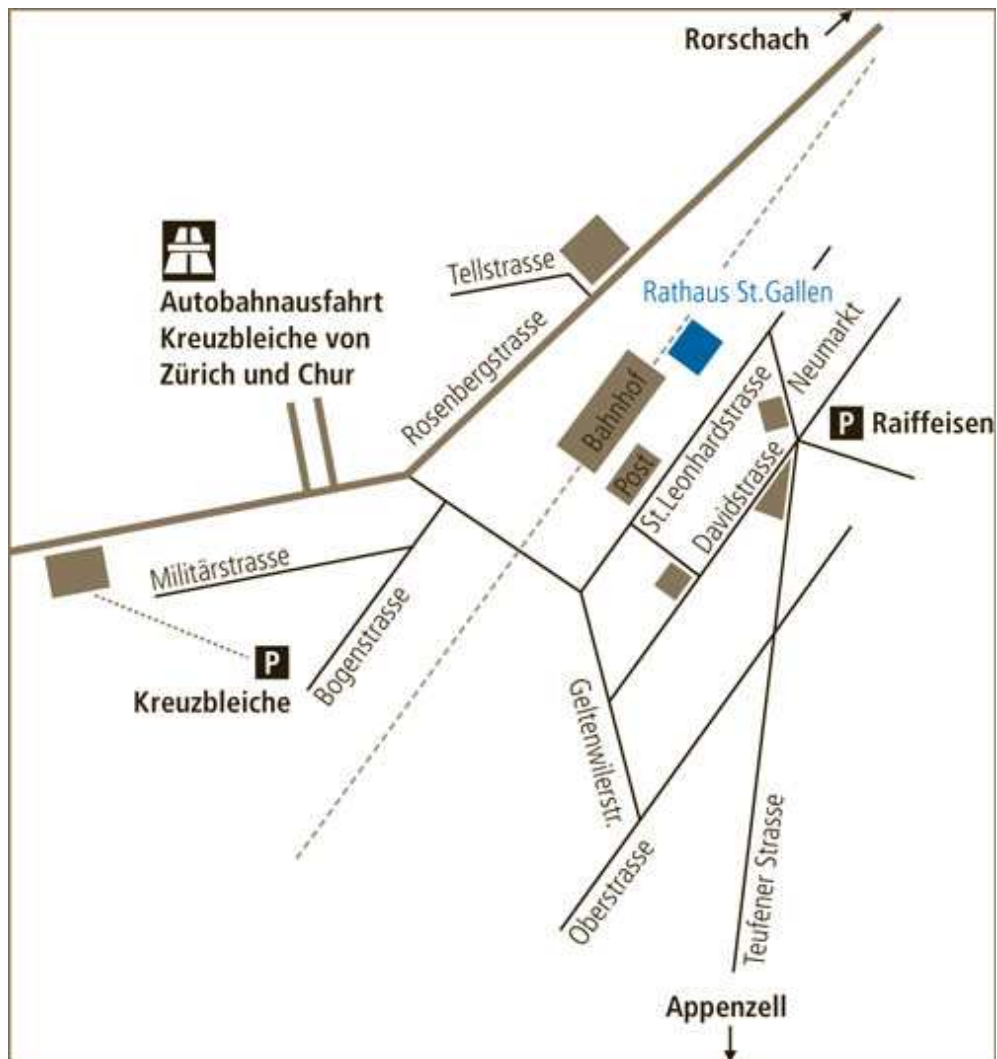 Rorschach
Tellstrasse
Autobahnausfahrt
Kreuzbleiche von
Zürich und Chur
Rathaus St.Gallen
Rosenbergstrasse
Bahnhof
Neumarkt
P Raiffeisen
Post
St.Leonhardstrasse
Davidstrasse
Militärstrasse
Bogenstrasse
P
Kreuzbleiche
Geltenwilerstr.
Oberstrasse
Teufener Strasse
Appenzell